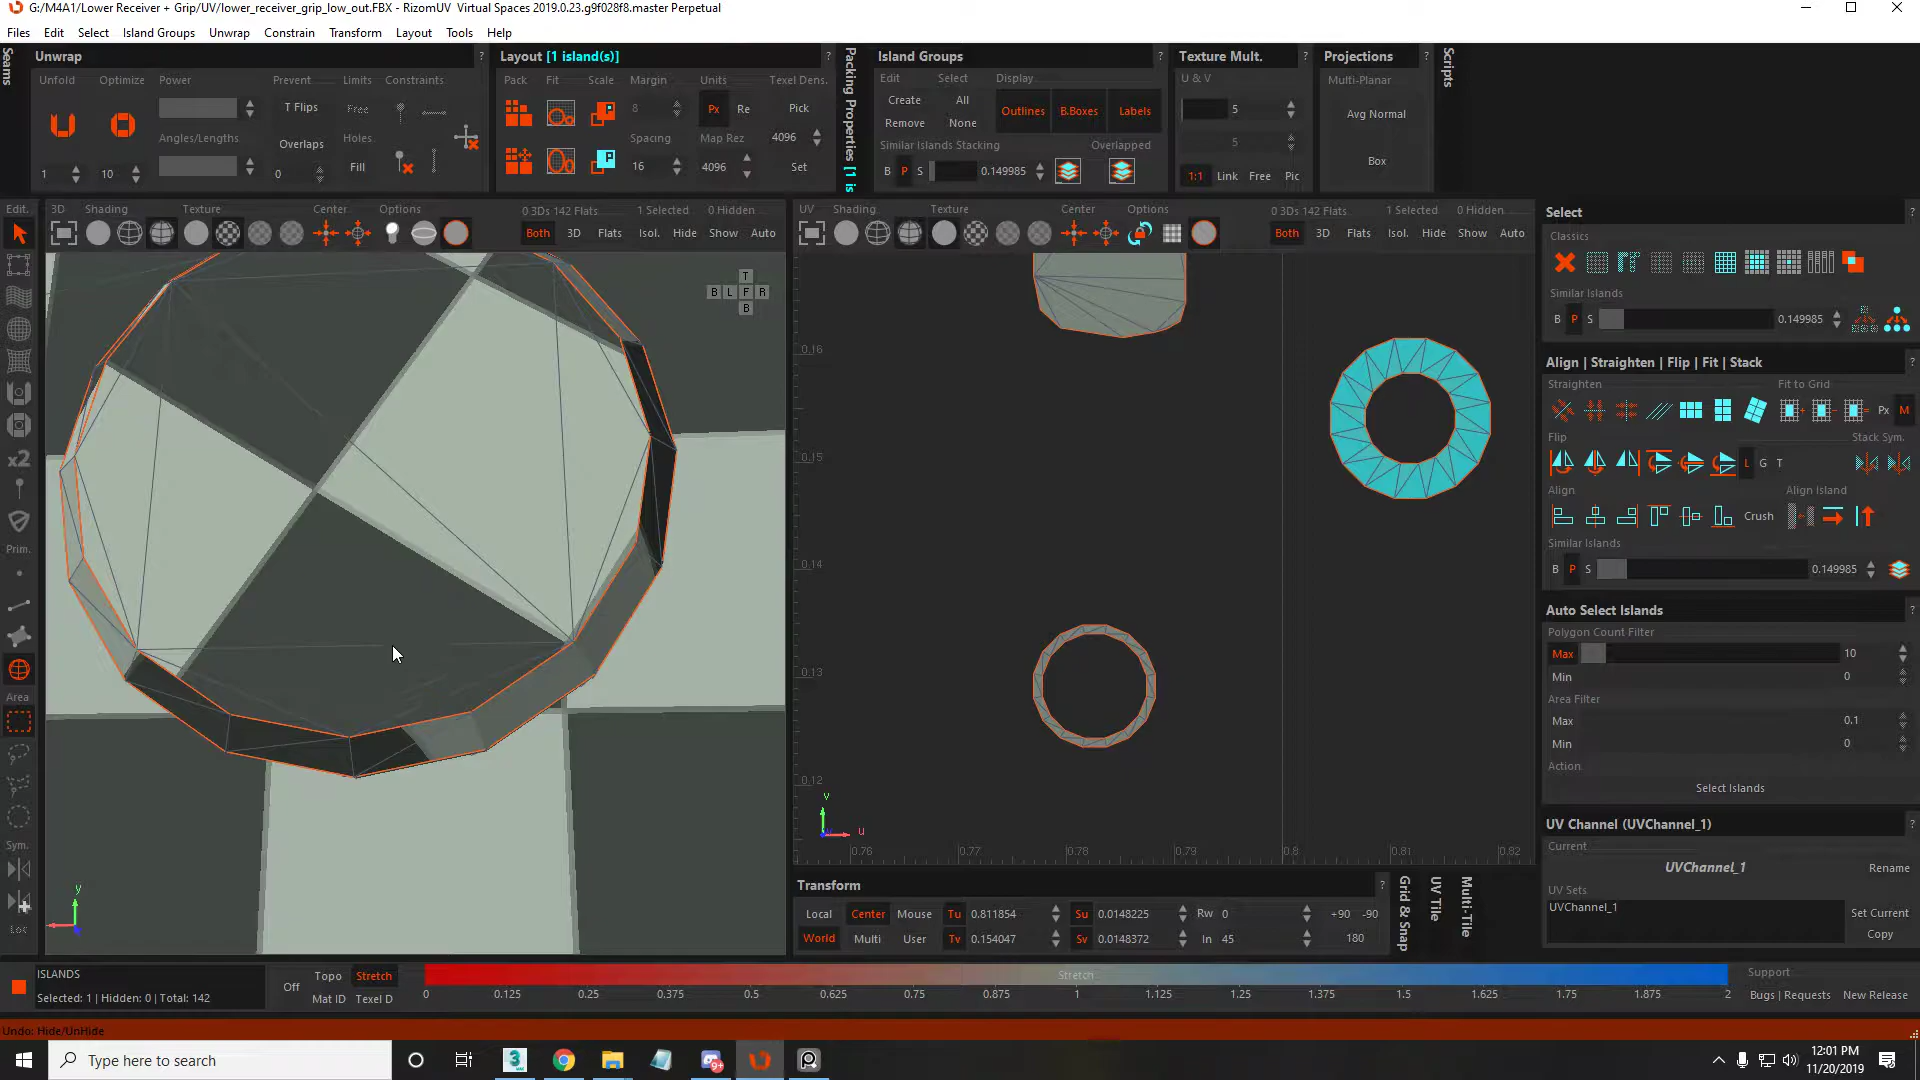 G:/M4A1/Lower Receiver + Grip/UV/lower_receiver_grip_low_out.FBX - RizomUV  Virtual Spaces 2019.0.23.g9f028f8.master Perpetual
Files Edit Select Island Groups Unwrap Constrain Transform Layout Tools Help
Seams
Unwrap ?
Unfold Optimize Power Prevent Limits Constraints
T Flips Free
Angles/Lengths. Overlaps Holes.
Fill
1 10 0
Layout [1 island(s)] ?
Pack Fit Scale Margin Units Texel Dens.
8 Px Re Pick
Spacing Map Rez 4096
16 4096 Set
Packing Properties [1 is
Island Groups ?
Edit Select Display
Create All Outlines B.Boxes Labels
Remove None
Similar Islands Stacking Overlapped
B P S 0.149985
Texture Mult. ?
U & V
5
5
1:1 Link Free Pic
Projections ?
Multi-Planar
Avg Normal
Box
Scripts
Edit. 3D Shading Texture Center Options 0 3Ds 142 Flats 1 Selected 0 Hidden
Both 3D Flats Isol. Hide Show Auto
UV Shading Texture Center Options 0 3Ds 142 Flats 1 Selected 0 Hidden
Both 3D Flats Isol. Hide Show Auto
T
B L F R
B
x2
Prim.
Area
Sym.
Loc
y
0.16
0.15
0.14
0.13
0.12
v
u
0.76 0.77 0.78 0.79 0.8 0.81 0.82
Select ?
Classics
Similar Islands
B P S 0.149985
Align | Straighten | Flip | Fit | Stack
Straighten Fit to Grid
Px M
Flip Stack Sym.
L G T
Align Align Island
Crush
Similar Islands
B P S 0.149985
Auto Select Islands ?
Polygon Count Filter
Max 10
Min 0
Area Filter
Max 0.1
Min 0
Action
Select Islands
UV Channel (UVChannel_1) ?
Current
UVChannel_1 Rename
UV Sets
UVChannel_1
Set Current
Copy
Transform ?
Local Center Mouse Tu 0.811854 Su 0.0148225 Rw 0 +90 -90
World Multi User Tv 0.154047 Sv 0.0148372 In 45 180
Grid & Snap
UV Tile
Multi-Tile
ISLANDS
Selected: 1 | Hidden: 0 | Total: 142
Off Topo Stretch
Mat ID Texel D
Stretch
0 0.125 0.25 0.375 0.5 0.625 0.75 0.875 1 1.125 1.25 1.375 1.5 1.625 1.75 1.875 2
Support
Bugs | Requests New Release
Undo: Hide/UnHide
Type here to search
3
9+
12:01 PM
11/20/2019